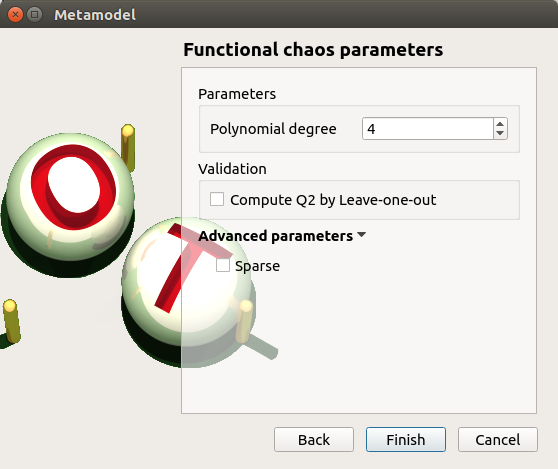 Metamodel
Functional chaos parameters
Parameters
Polynomial degree 4
Validation
Compute Q2 by Leave-one-out
Advanced parameters
Sparse
O
T
Back Finish Cancel